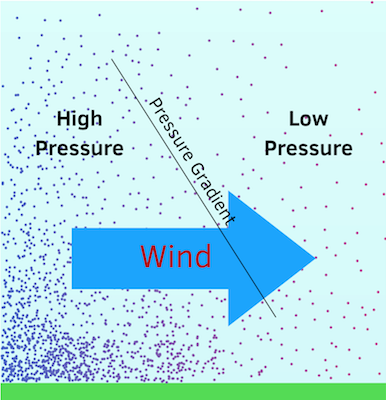 High
Pressure
Pressure Gradient
Low
Pressure
Wind